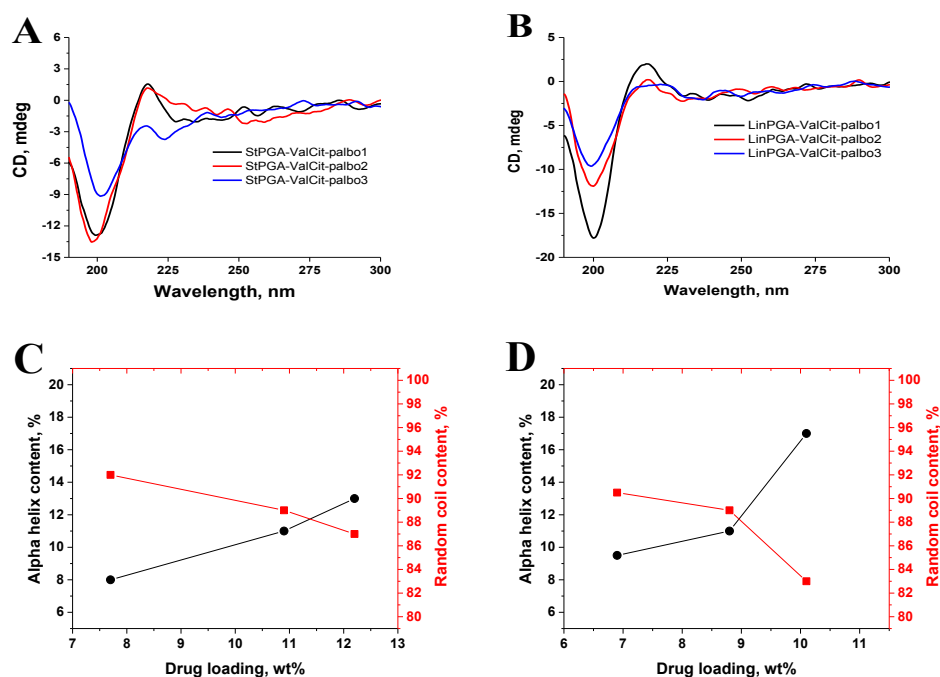 A
CD, mdeg
6
3
0
-3
-6
-9
-12
-15
StPGA-ValCit-palbo1
StPGA-ValCit-palbo2
StPGA-ValCit-palbo3
200 225 250 275 300
Wavelength, nm
B
CD, mdeg
5
0
-5
-10
-15
-20
LinPGA-ValCit-palbo1
LinPGA-ValCit-palbo2
LinPGA-ValCit-palbo3
200 225 250 275 300
Wavelength, nm
C
Alpha helix content, %
20
18
16
14
12
10
8
6
100
98
96
94
92
90
88
86
84
82
80
Random coil content, %
7 8 9 10 11 12 13
Drug loading, wt%
D
Alpha helix content, %
20
18
16
14
12
10
8
6
100
98
96
94
92
90
88
86
84
82
80
Random coil content, %
6 7 8 9 10 11
Drug loading, wt%